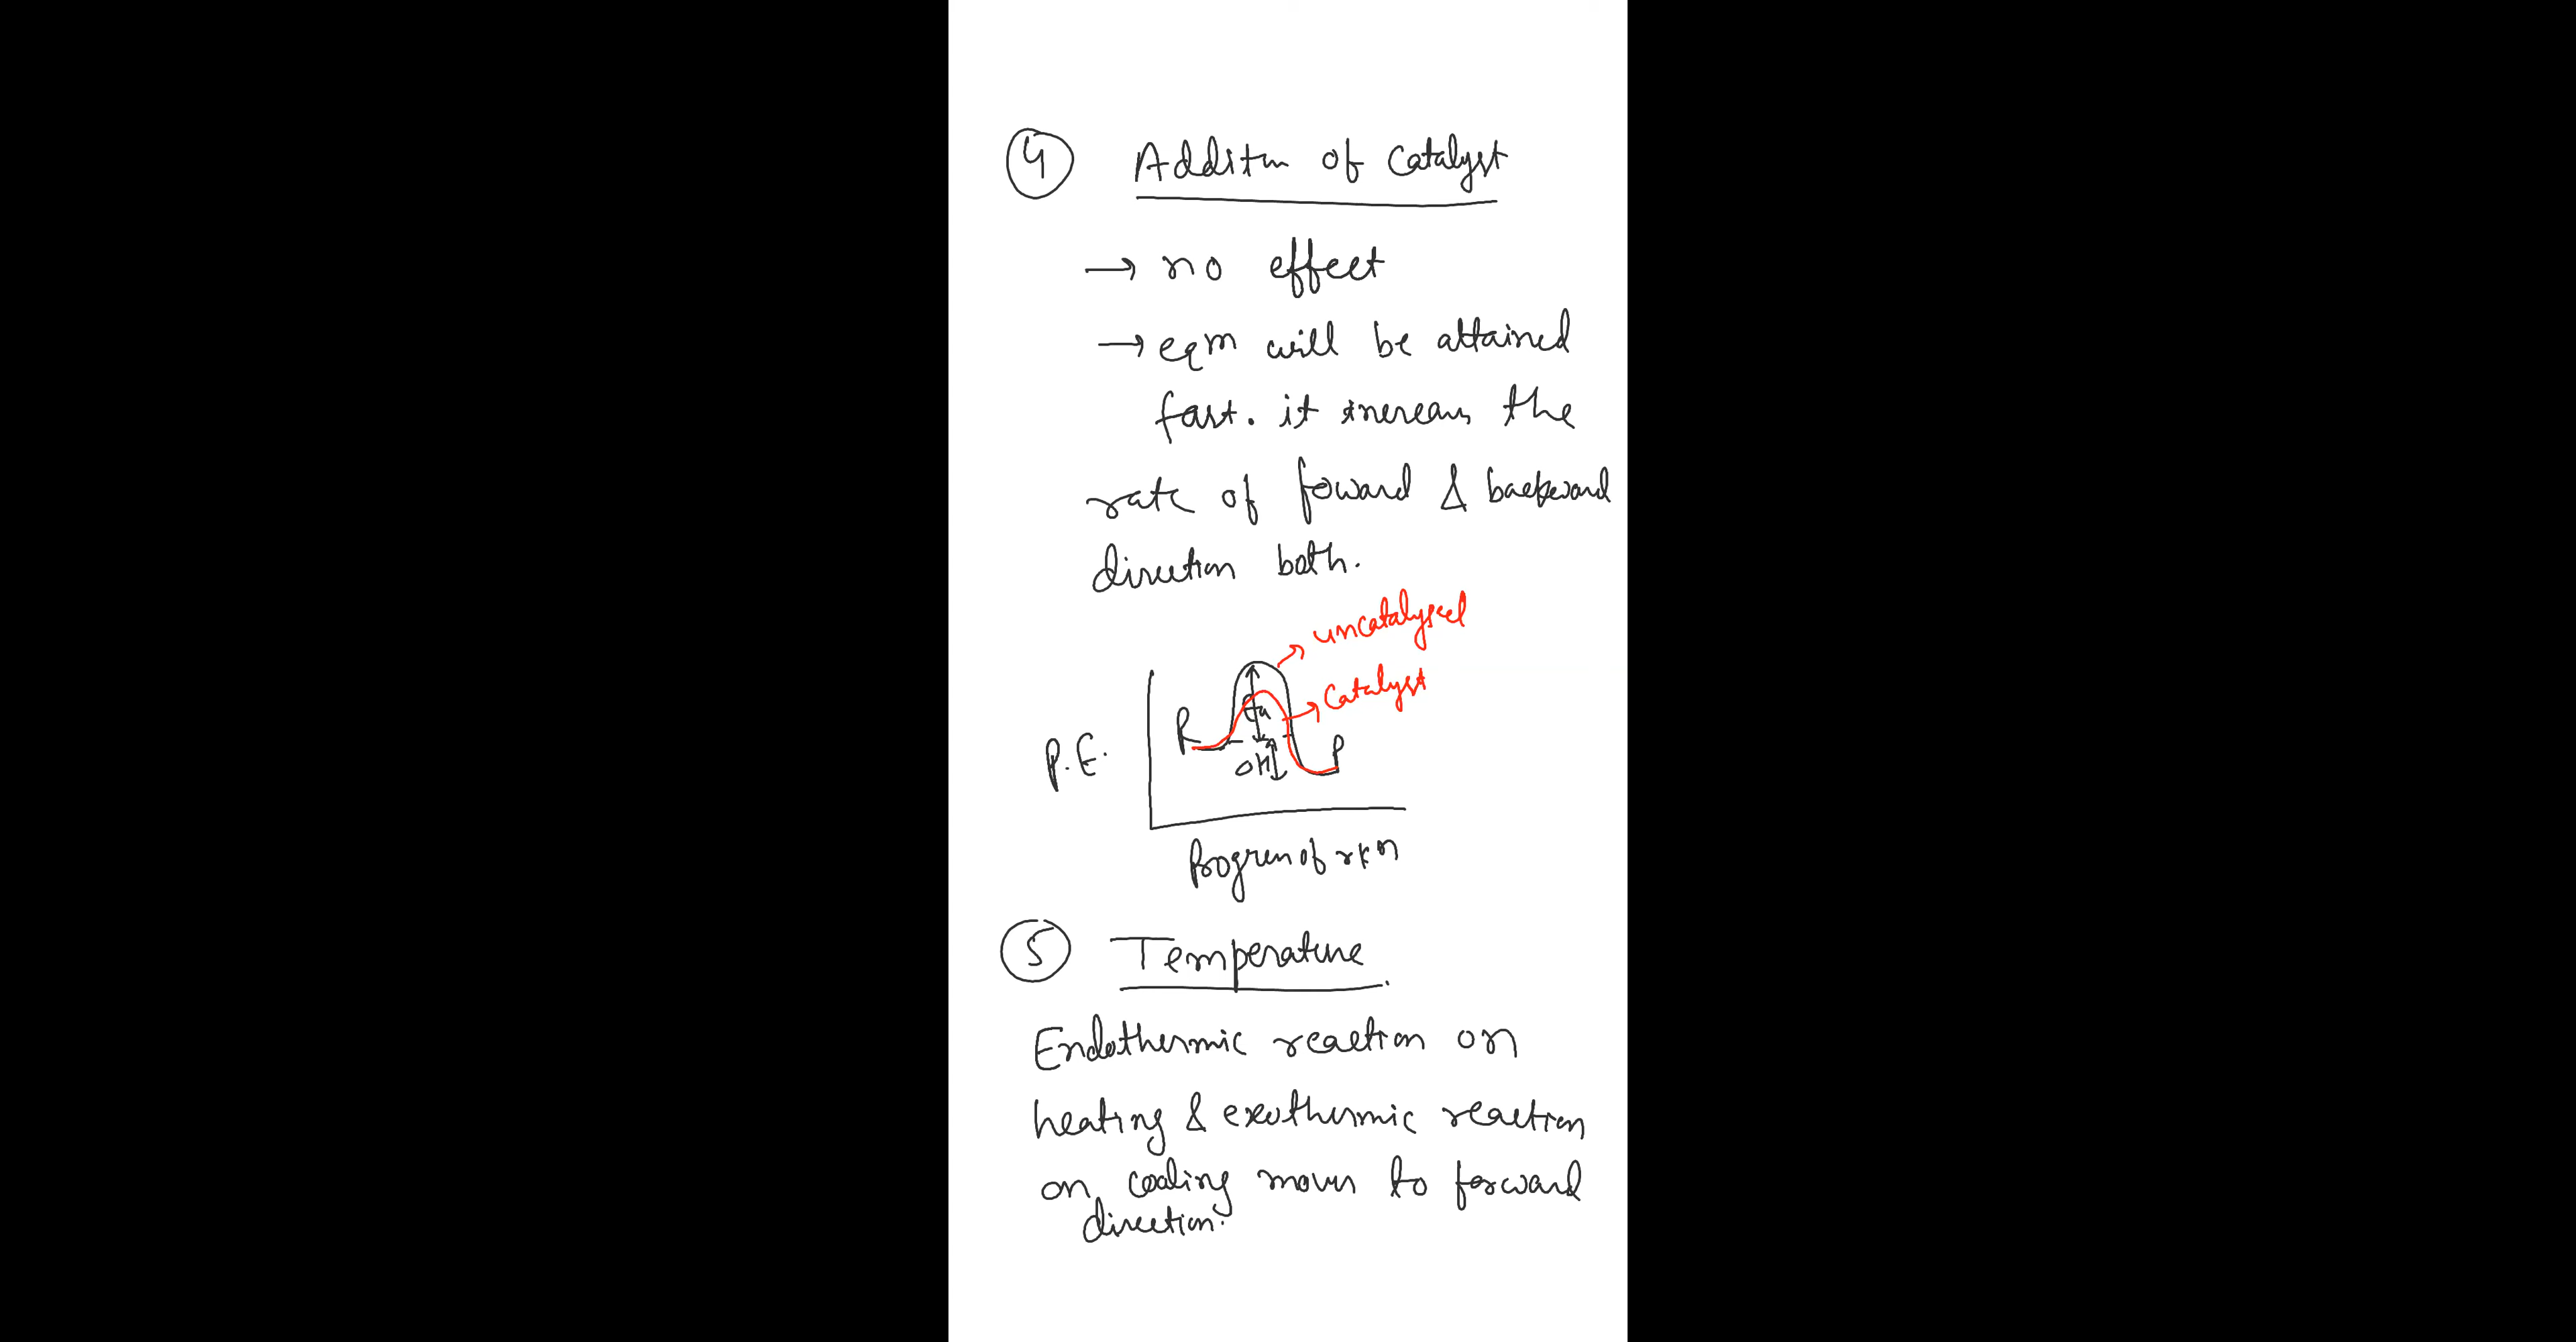 4 Addition of Catalyst
→ no effect
→ eqm will be attained
fast. it increases the
rate of foward & backward
direction both.
uncatalysed
Catalyst
Ea
R
P
P.E.
ΔH
Progress of rxn
5 Temperature
Endothermic reaction on
heating & exothermic reaction
on cooling moves to forward
direction.